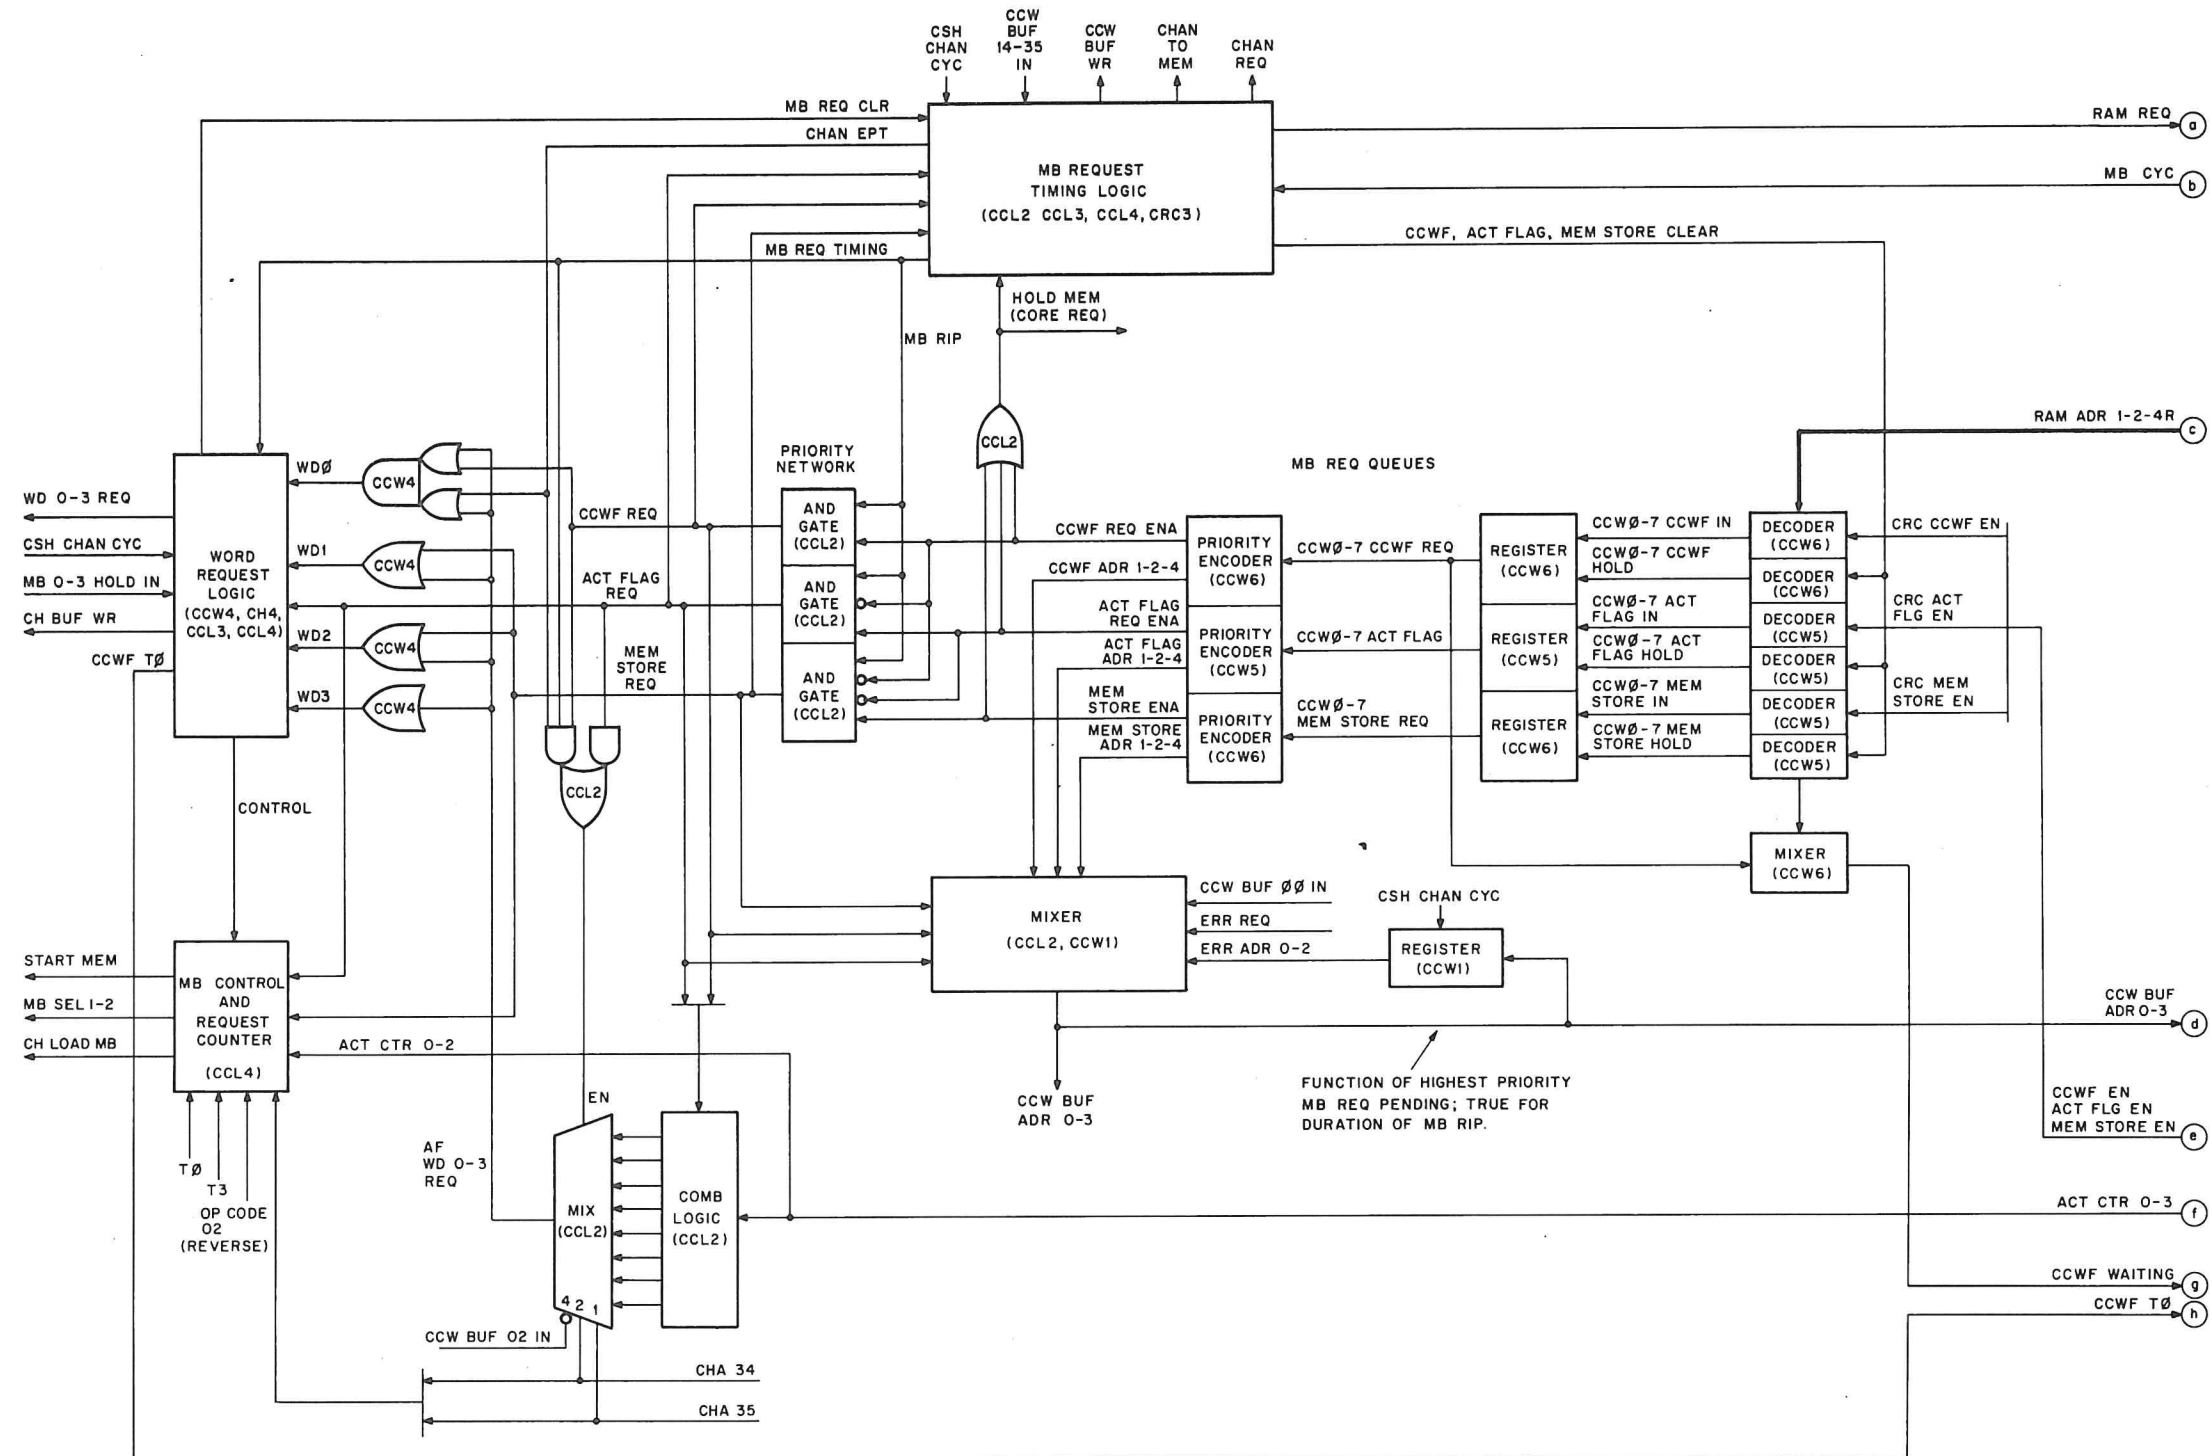 CSH
CHAN
CYC
CCW
BUF
14-35
IN
CCW
BUF
WR
CHAN
TO
MEM
CHAN
REQ
MB REQ CLR
CHAN EPT
MB REQUEST
TIMING LOGIC
(CCL2 CCL3, CCL4, CRC3)
RAM REQ
a
MB CYC
b
CCWF, ACT FLAG, MEM STORE CLEAR
MB REQ TIMING
HOLD MEM
(CORE REQ)
MB RIP
RAM ADR 1-2-4R
c
CCL2
PRIORITY
NETWORK
MB REQ QUEUES
WD 0-3 REQ
CSH CHAN CYC
MB 0-3 HOLD IN
CH BUF WR
CCWF TØ
WORD
REQUEST
LOGIC
(CCW4, CH4,
CCL3, CCL4)
WDØ
CCW4
WD1
CCW4
WD2
CCW4
WD3
CCW4
CCWF REQ
ACT FLAG
REQ
MEM
STORE
REQ
AND
GATE
(CCL2)
AND
GATE
(CCL2)
AND
GATE
(CCL2)
CCWF REQ ENA
CCWF ADR 1-2-4
ACT FLAG
REQ ENA
ACT FLAG
ADR 1-2-4
MEM
STORE ENA
MEM STORE
ADR 1-2-4
PRIORITY
ENCODER
(CCW6)
PRIORITY
ENCODER
(CCW5)
PRIORITY
ENCODER
(CCW6)
CCWØ-7 CCWF REQ
CCWØ-7 ACT FLAG
CCWØ-7
MEM STORE REQ
REGISTER
(CCW6)
REGISTER
(CCW5)
REGISTER
(CCW6)
CCWØ-7 CCWF IN
CCWØ-7 CCWF
HOLD
CCWØ-7 ACT
FLAG IN
CCWØ-7 ACT
FLAG HOLD
CCWØ-7 MEM
STORE IN
CCWØ-7 MEM
STORE HOLD
DECODER
(CCW6)
DECODER
(CCW6)
DECODER
(CCW5)
DECODER
(CCW5)
DECODER
(CCW5)
DECODER
(CCW5)
CRC CCWF EN
CRC ACT
FLG EN
CRC MEM
STORE EN
CCL2
CONTROL
MIXER
(CCW6)
MIXER
(CCL2, CCW1)
CCW BUF ØØ IN
ERR REQ
ERR ADR 0-2
CSH CHAN CYC
REGISTER
(CCW1)
START MEM
MB SEL 1-2
CH LOAD MB
MB CONTROL
AND
REQUEST
COUNTER
(CCL4)
ACT CTR 0-2
CCW BUF
ADR 0-3
d
CCW BUF
ADR 0-3
FUNCTION OF HIGHEST PRIORITY
MB REQ PENDING; TRUE FOR
DURATION OF MB RIP.
CCWF EN
ACT FLG EN
MEM STORE EN
e
TØ
T3
OP CODE
02
(REVERSE)
AF
WD 0-3
REQ
EN
MIX
(CCL2)
4 2 1
COMB
LOGIC
(CCL2)
ACT CTR 0-3
f
CCWF WAITING
g
CCWF TØ
h
CCW BUF 02 IN
CHA 34
CHA 35